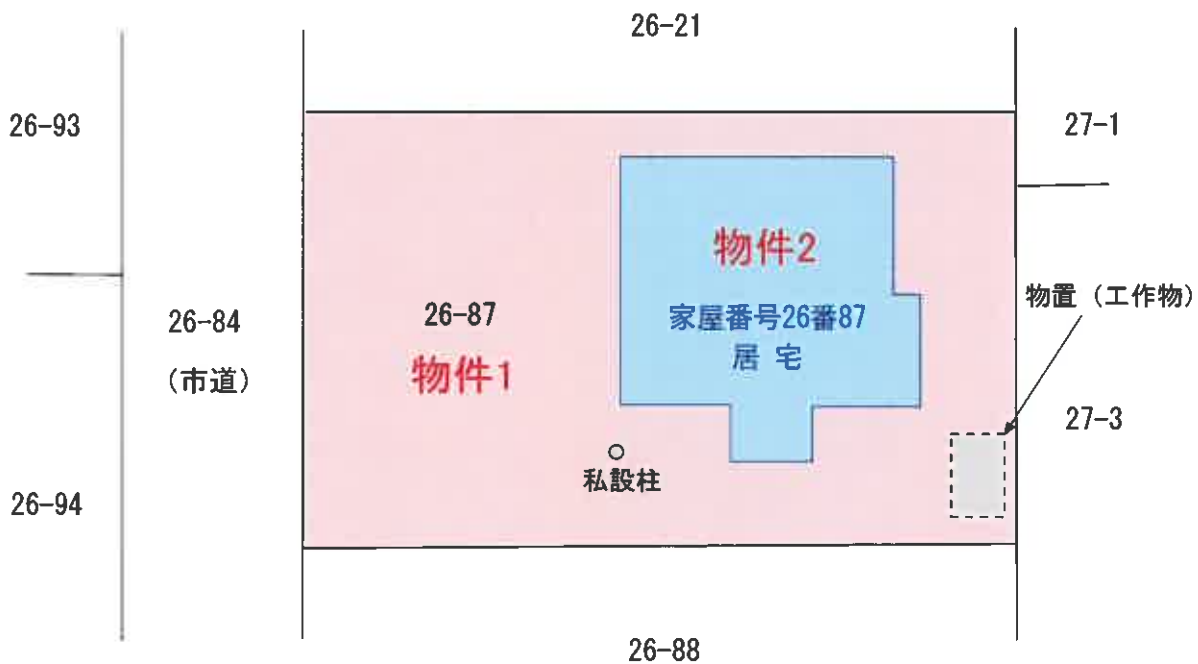 26-21
26-93
27-1
物件2
物置（工作物）
26-84
（市道）
26-87
物件1
家屋番号26番87
居 宅
27-3
私設柱
26-94
26-88